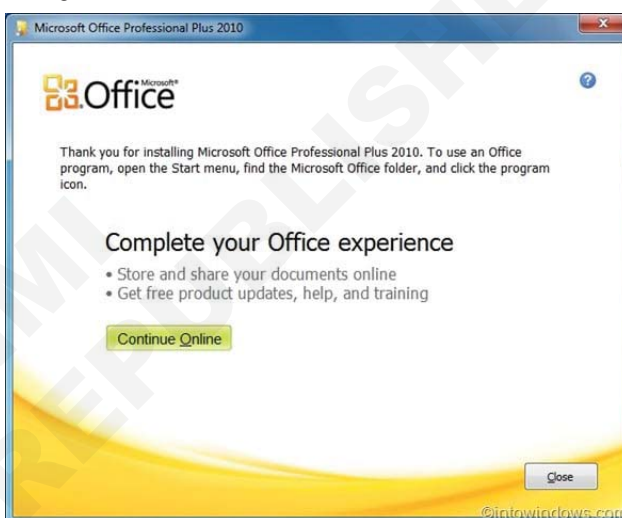 Microsoft Office Professional Plus 2010
Microsoft®
Office
Thank you for installing Microsoft Office Professional Plus 2010. To use an Office
program, open the Start menu, find the Microsoft Office folder, and click the program
icon.
Complete your Office experience
• Store and share your documents online
• Get free product updates, help, and training
Continue Online
Close
©intowindows.com